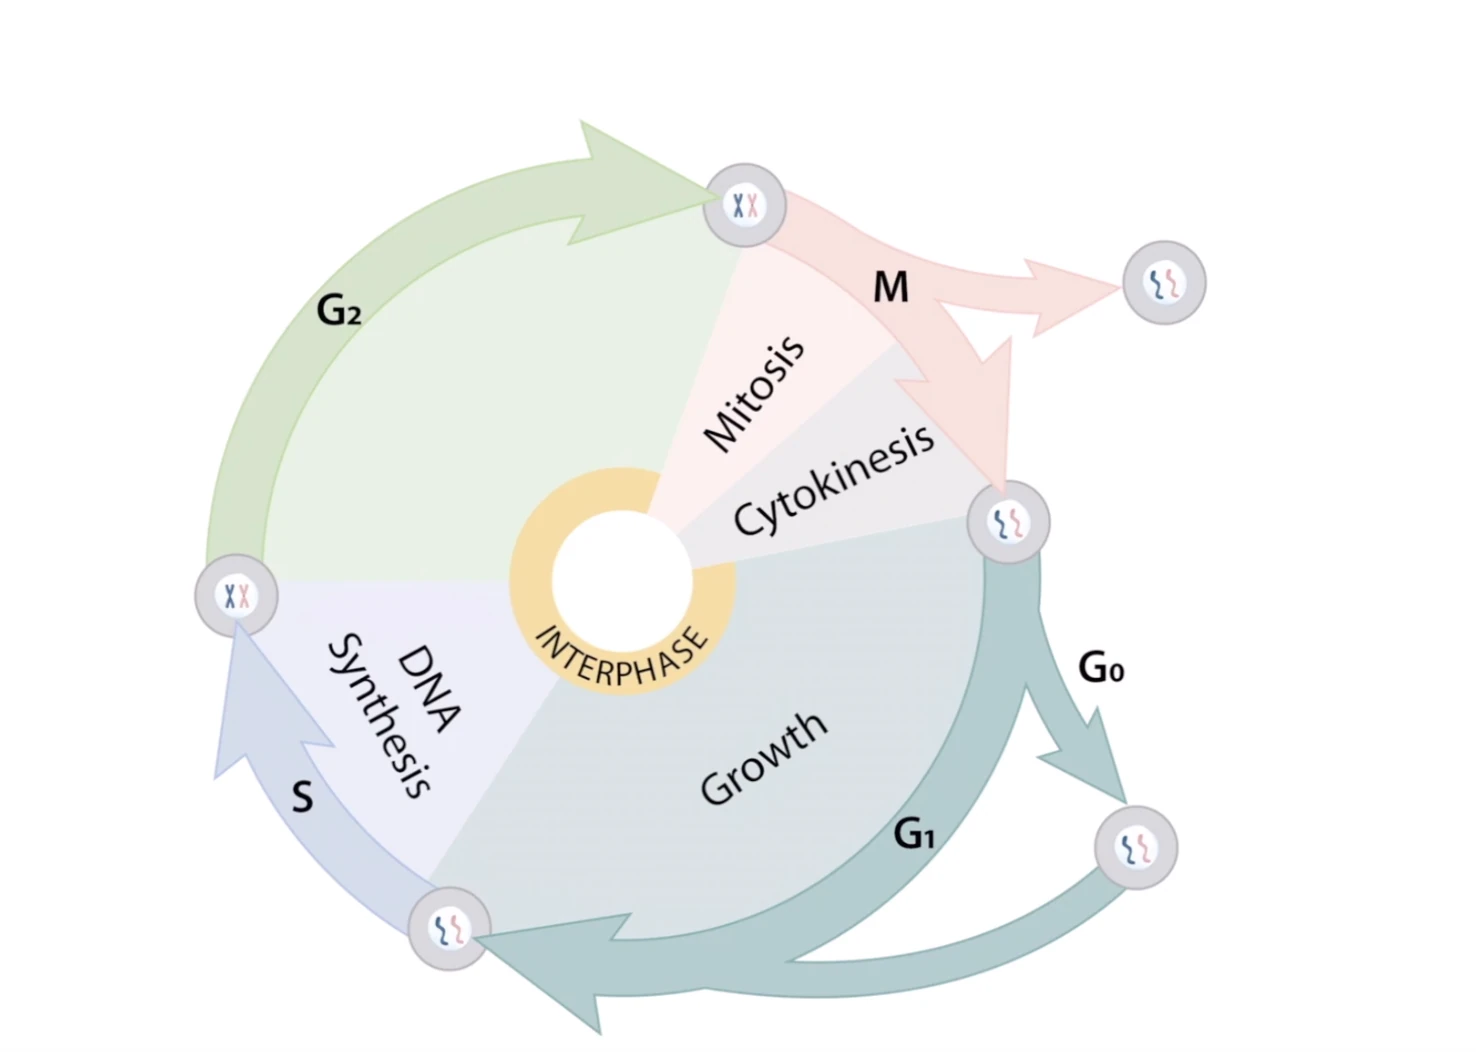 G₂
M
Mitosis
Cytokinesis
INTERPHASE
DNA
Synthesis
G₀
Growth
S
G₁